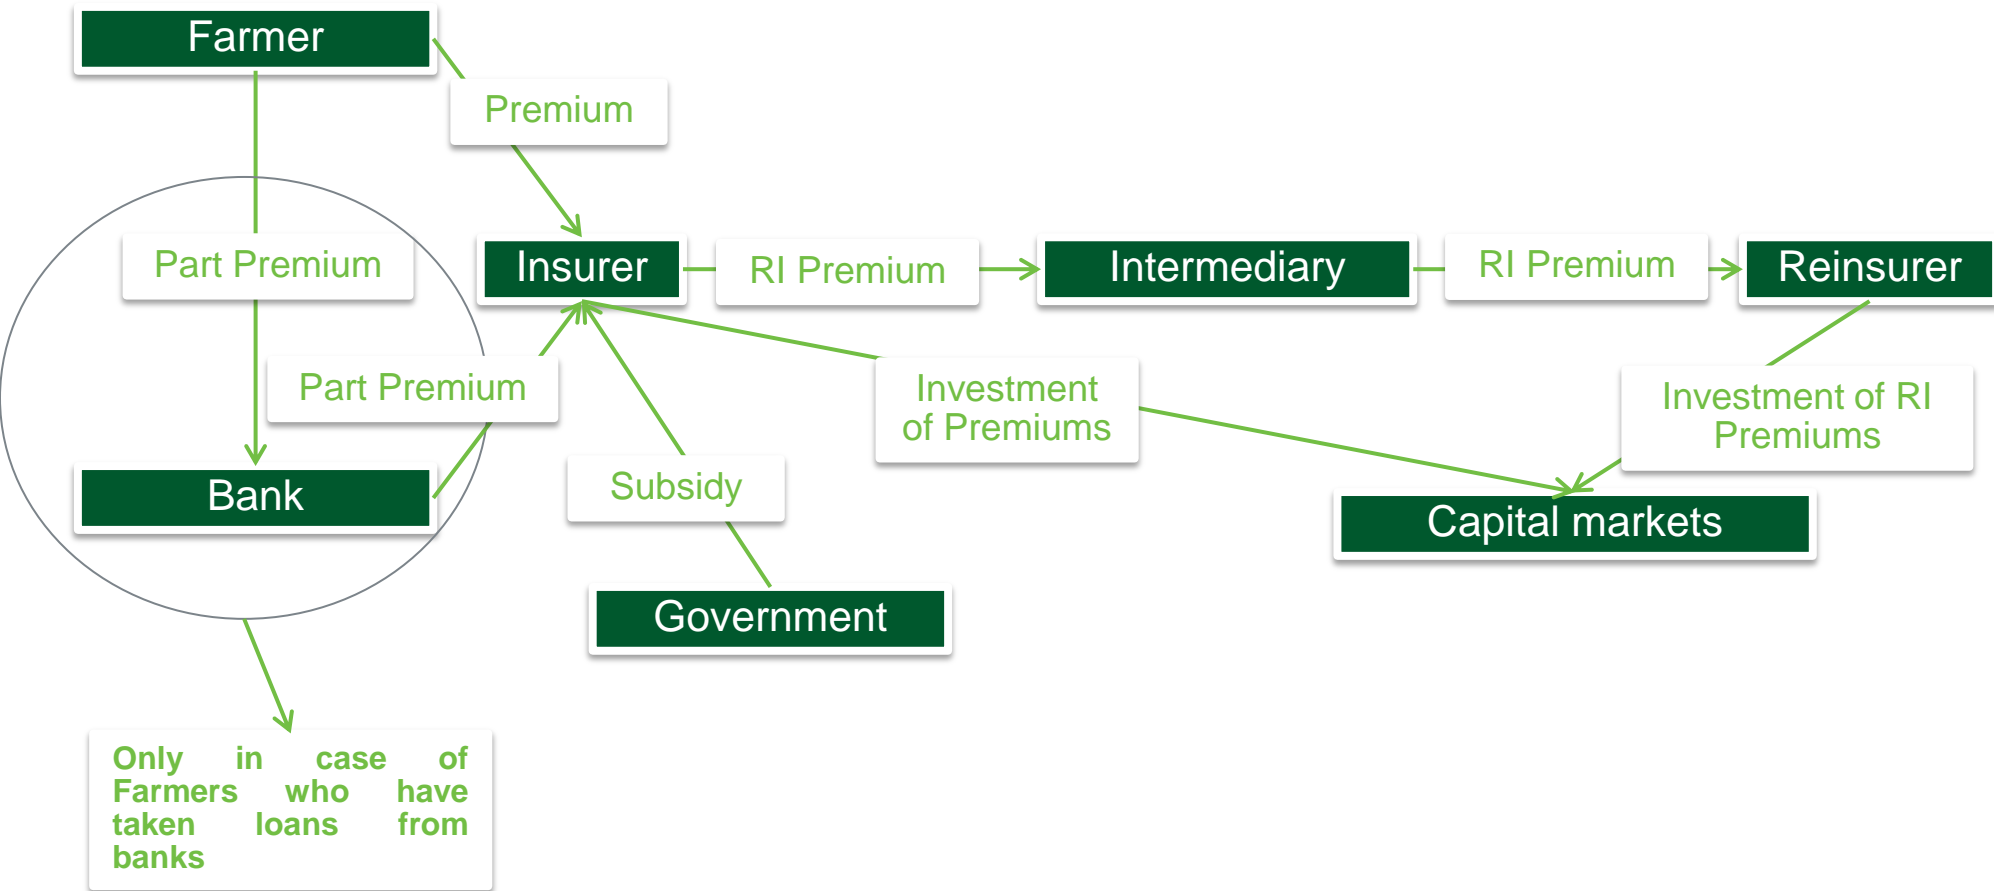 Farmer
Premium
Part Premium
Insurer
RI Premium
Intermediary
RI Premium
Reinsurer
Part Premium
Investment
of Premiums
Investment of RI
Premiums
Bank
Subsidy
Capital markets
Government
Only in case of
Farmers who have
taken loans from
banks